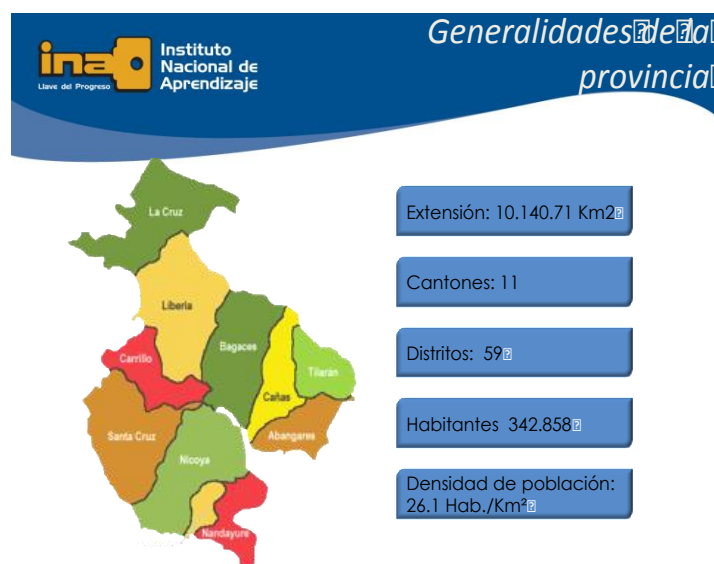 Generalidades de la
provincia
ina
Llave del Progreso
Instituto
Nacional de
Aprendizaje
La Cruz
Liberia
Carrillo
Bagaces
Tilarán
Cañas
Santa Cruz
Abangares
Nicoya
Nandayure
Extensión: 10.140.71 Km2
Cantones: 11
Distritos: 59
Habitantes 342.858
Densidad de población:
26.1 Hab./Km²